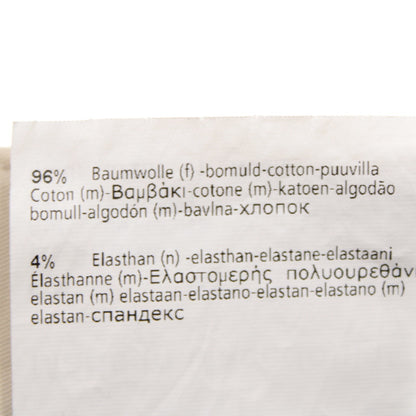 96% Baumwolle (f) -bomuld-cotton-puuvilla
Coton (m)-Βαμβάκι-cotone (m)-katoen-algodão
bomull-algodón (m)-bavlna-хлопок
4% Elasthan (n) -elasthan-elastane-elastaani
Élasthanne (m)-Ελαστομερής πολυουρεθάν
elastan (m) elastaan-elastano-elastan-elastano (m)
elastan-спандекс